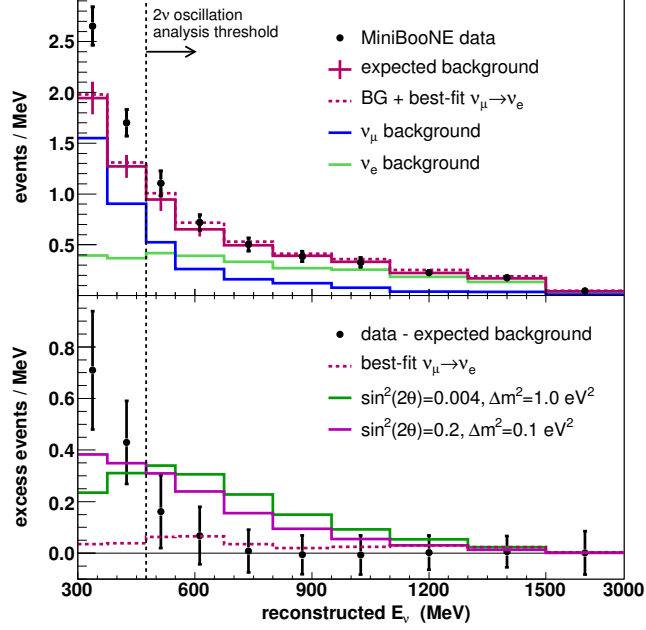 2ν oscillation
analysis threshold
MiniBooNE data
expected background
BG + best-fit νμ→νe
νμ background
νe background
events / MeV
2.5
2.0
1.5
1.0
0.5
data - expected background
best-fit νμ→νe
sin²(2θ)=0.004, Δm²=1.0 eV²
sin²(2θ)=0.2, Δm²=0.1 eV²
excess events / MeV
0.8
0.6
0.4
0.2
0.0
300 600 900 1200 1500 3000
reconstructed Eν (MeV)